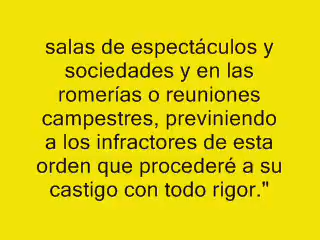 salas de espectáculos y
sociedades y en las
romerías o reuniones
campestres, previniendo
a los infractores de esta
orden que procederé a su
castigo con todo rigor."